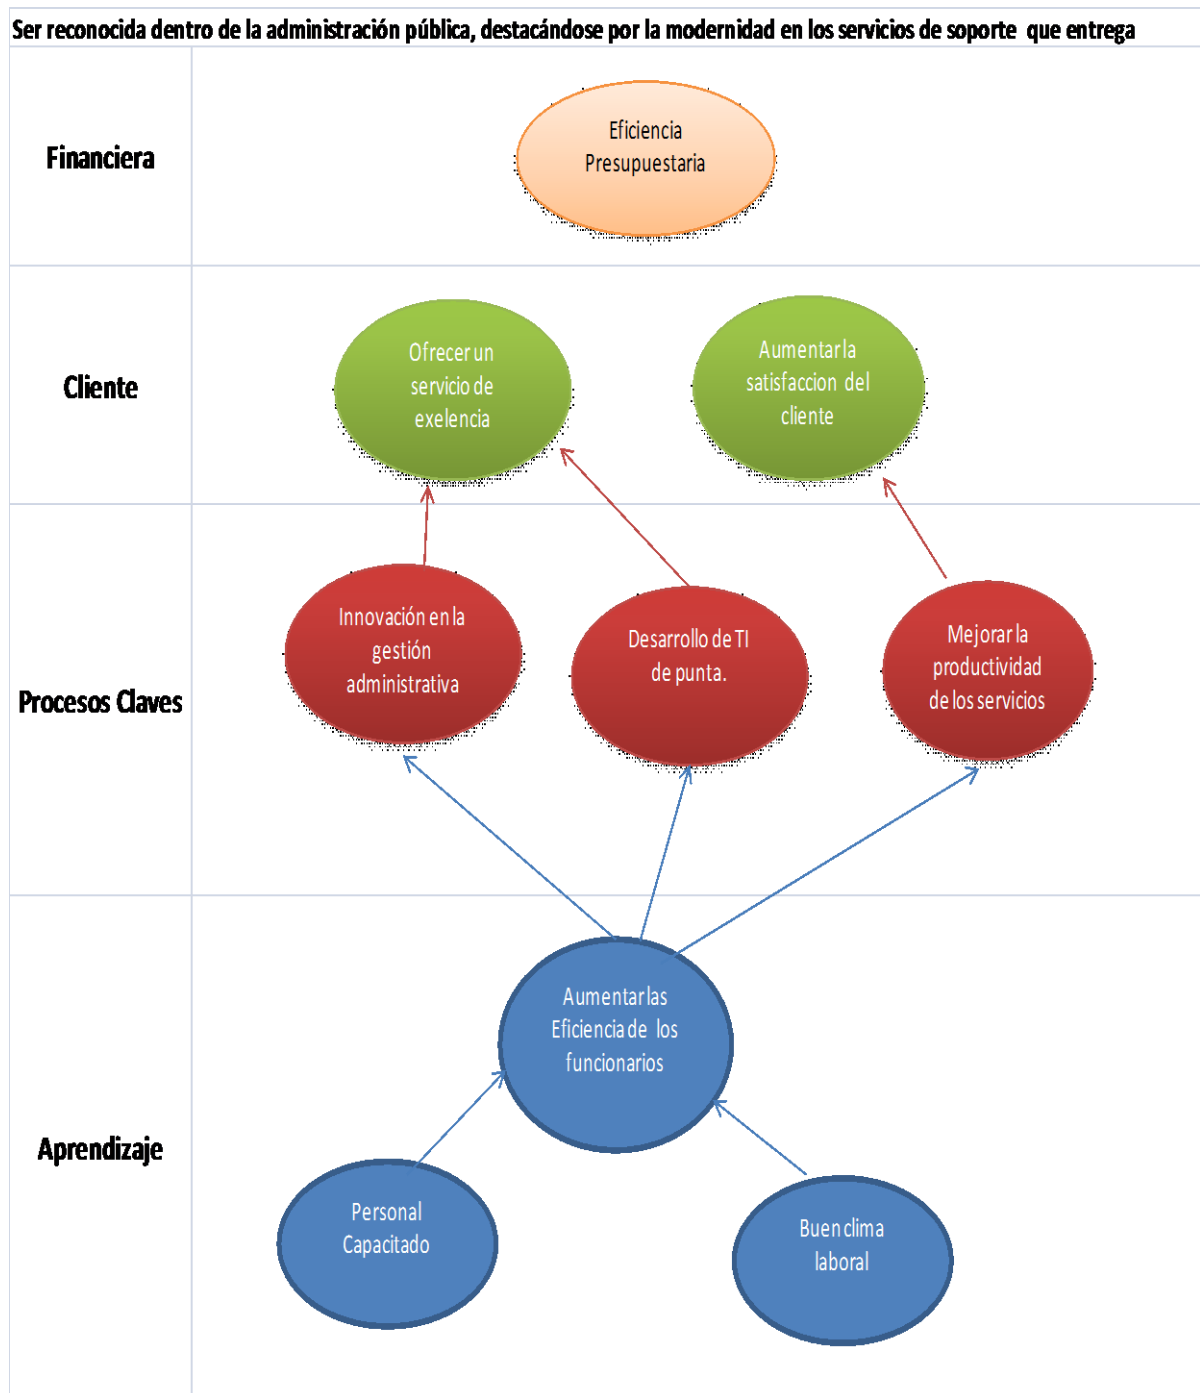 Ser reconocida dentro de la administración pública, destacándose por la modernidad en los servicios de soporte que entrega
Financiera
Eficiencia
Presupuestaria
Cliente
Ofrecer un
servicio de
exelencia
Aumentar la
satisfaccion del
cliente
Procesos Claves
Innovación en la
gestión
administrativa
Desarrollo de TI
de punta.
Mejorar la
productividad
de los servicios
Aprendizaje
Aumentar las
Eficiencia de los
funcionarios
Personal
Capacitado
Buen clima
laboral